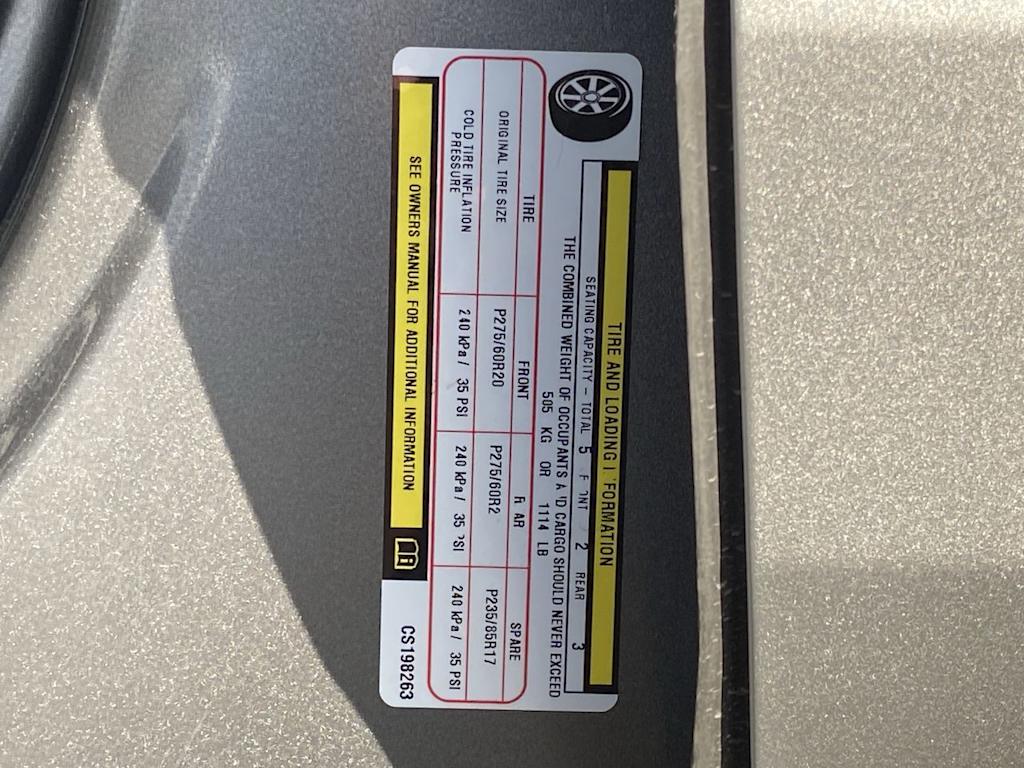 TIRE AND LOADING I FORMATION
SEATING CAPACITY – TOTAL 5 F NT 2 REAR 3
THE COMBINED WEIGHT OF OCCUPANTS A D CARGO SHOULD NEVER EXCEED
505 KG OR 1114 LB
TIRE FRONT R AR SPARE
ORIGINAL TIRE SIZE P275/60R20 P275/60R2 P235/85R17
COLD TIRE INFLATION PRESSURE 240 kPa / 35 PSI 240 kPa / 35 PSI 240 kPa / 35 PSI
SEE OWNERS MANUAL FOR ADDITIONAL INFORMATION
CS198263